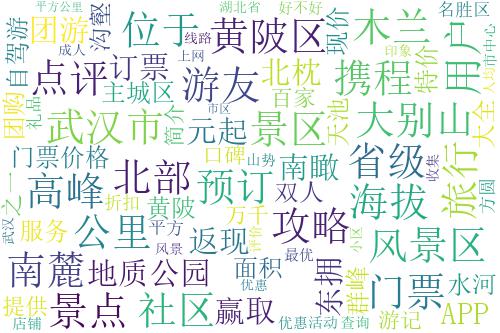 平方公里 湖北省 好不好 名胜区
团游 沟壑 位于 成人 线路 上网 黄陂区 现价 木兰 印象 市中心
自驾游 点评 订票 主城区 游友 北枕 百家 携程 特价 用户
团购 礼品 武汉市 简介 元起 市区 景区 天池 大别山 人均 大全
门票价格 口碑 山势 南瞰 省级 收集 旅行
之一 高峰 北部 预订 双人 海拔 方圆
武汉 服务 公里 折扣 黄陂 平方 万千 风景 返现 评价 攻略 小区 风景区
南麓 地质公园 面积 最优 东拥 群峰 门票 水河
提供 景点 社区 赢取 优惠 游记 APP
店铺 优惠活动 查询